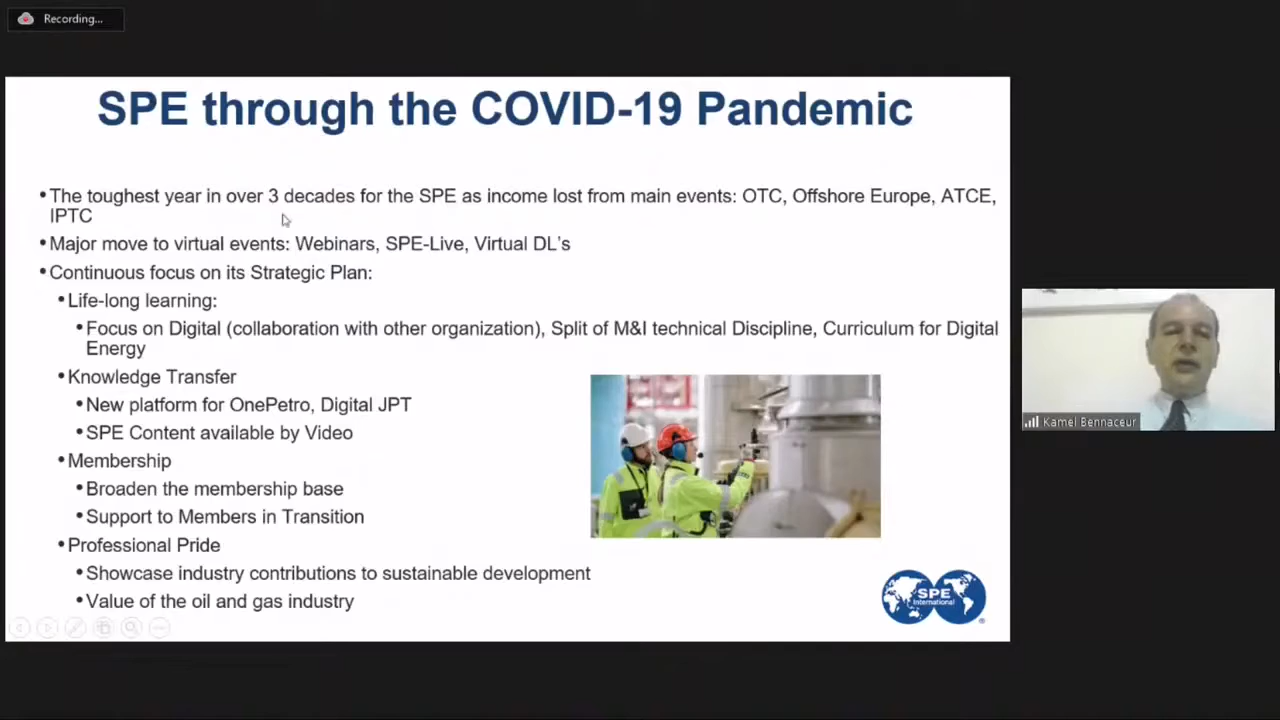 Recording...
SPE through the COVID-19 Pandemic
•The toughest year in over 3 decades for the SPE as income lost from main events: OTC, Offshore Europe, ATCE,
IPTC
•Major move to virtual events: Webinars, SPE-Live, Virtual DL's
•Continuous focus on its Strategic Plan:
•Life-long learning:
•Focus on Digital (collaboration with other organization), Split of M&I technical Discipline, Curriculum for Digital
Energy
•Knowledge Transfer
•New platform for OnePetro, Digital JPT
•SPE Content available by Video
•Membership
•Broaden the membership base
•Support to Members in Transition
•Professional Pride
•Showcase industry contributions to sustainable development
•Value of the oil and gas industry
SPE
International
®
Kamel Bennaceur